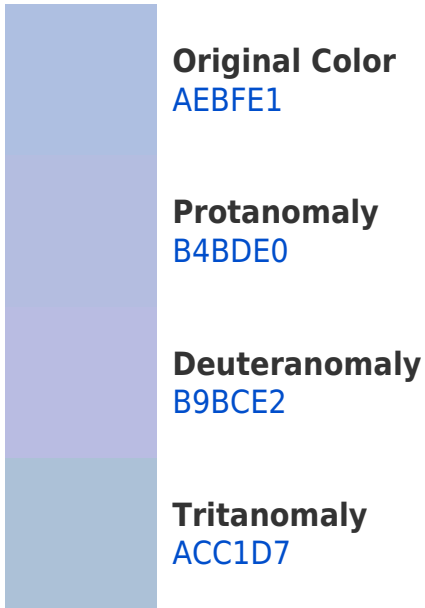 Original Color
AEBFE1
Protanomaly
B4BDE0
Deuteranomaly
B9BCE2
Tritanomaly
ACC1D7